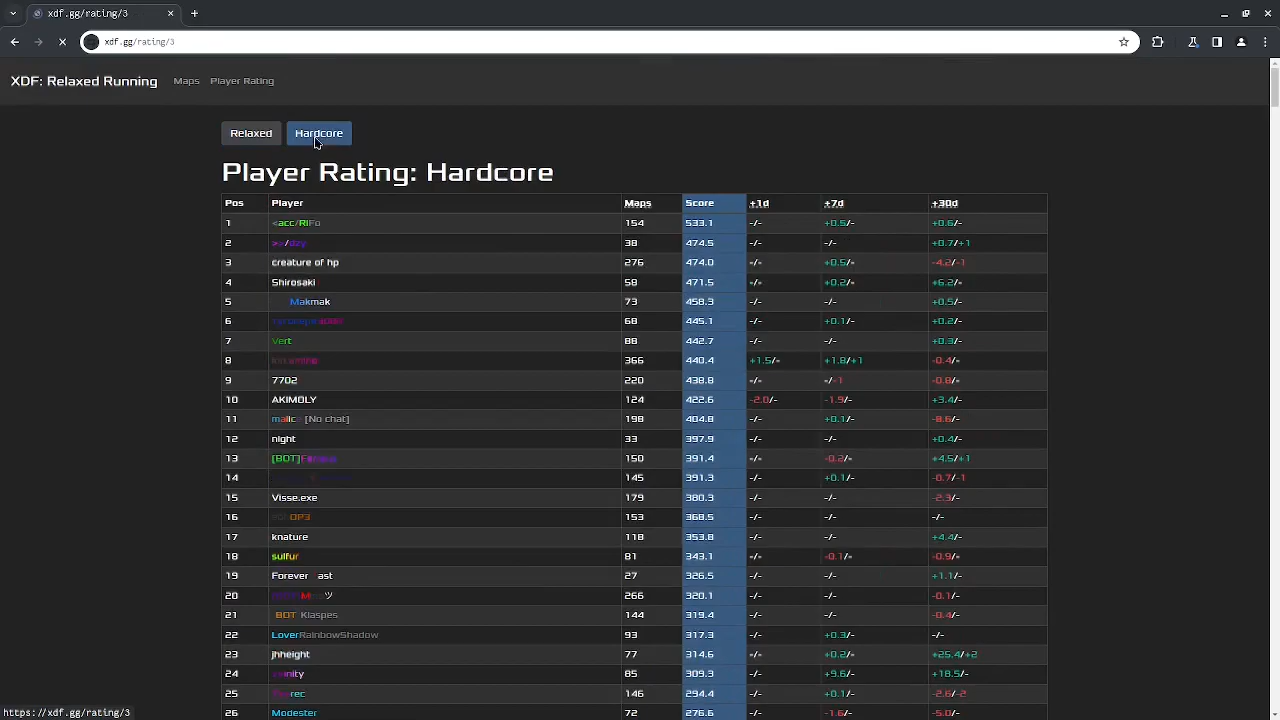 xdf.gg/rating/3
xdf.gg/rating/3
XDF: Relaxed Running Maps Player Rating
Relaxed Hardcore
Player Rating: Hardcore
Pos Player Maps Score +1d +7d +30d
1 <acc/RIFo 154 533.1 -/- +0.5/- +0.6/-
2 /dzy 38 474.5 -/- -/- +0.7/+1
3 creature of hp 276 474.0 =/- +0.5/- -4.2/-1
4 Shirosaki 58 471.5 =/- +0.2/- +6.2/-
5 Makmak 73 458.3 -/- -/- +0.5/-
6 68 445.1 -/- +0.1/- +0.2/-
7 Vert 88 442.7 -/- -/- +0.3/-
8 366 440.4 +1.5/- +1.8/+1 -0.4/-
9 7702 220 438.8 =/- -/-1 -0.8/-
10 AKIMOLY 124 422.6 -2.0/- -1.9/- +3.4/-
11 malic [No chat] 198 404.8 -/- +0.1/- -8.6/-
12 night 33 397.9 -/- -/- +0.4/-
13 [BOT] 150 391.4 =/- -0.2/- +4.5/+1
14 145 391.3 -/- +0.1/- -0.7/-1
15 Visse.exe 179 380.3 -/- -/- -2.3/-
16 OP3 153 368.5 -/- -/- -/-
17 knature 118 353.8 -/- -/- +4.4/-
18 sulfur 81 343.1 =/- -0.1/- -0.9/-
19 Forever ast 27 326.5 -/- -/- +1.1/-
20 ツ 266 320.1 -/- -/- -0.1/-
21 BOT Klaspes 144 319.4 -/- -/- -0.4/-
22 LoverRainbowShadow 93 317.3 -/- +0.3/- -/-
23 jhheight 77 314.6 -/- +0.2/- +25.4/+2
24 inity 85 309.3 -/- +9.6/- +18.5/-
25 rec 146 294.4 -/- +0.1/- -2.6/-2
26 Modester 72 276.6 -/- -1.6/- -5.0/-
https://xdf.gg/rating/3